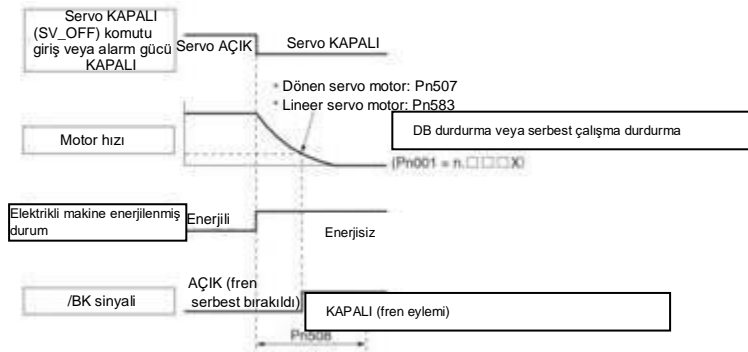 Servo KAPALI
(SV_OFF) komutu
giriş veya alarm gücü
KAPALI
Servo AÇIK
Servo KAPALI
• Dönen servo motor: Pn507
• Lineer servo motor: Pn583
Motor hızı
DB durdurma veya serbest çalışma durdurma
(Pn001 = n.□□□X)
Elektrikli makine enerjilenmiş
durum
Enerjili
Enerjisiz
/BK sinyali
AÇIK (fren
serbest bırakıldı)
KAPALI (fren eylemi)
Pn508